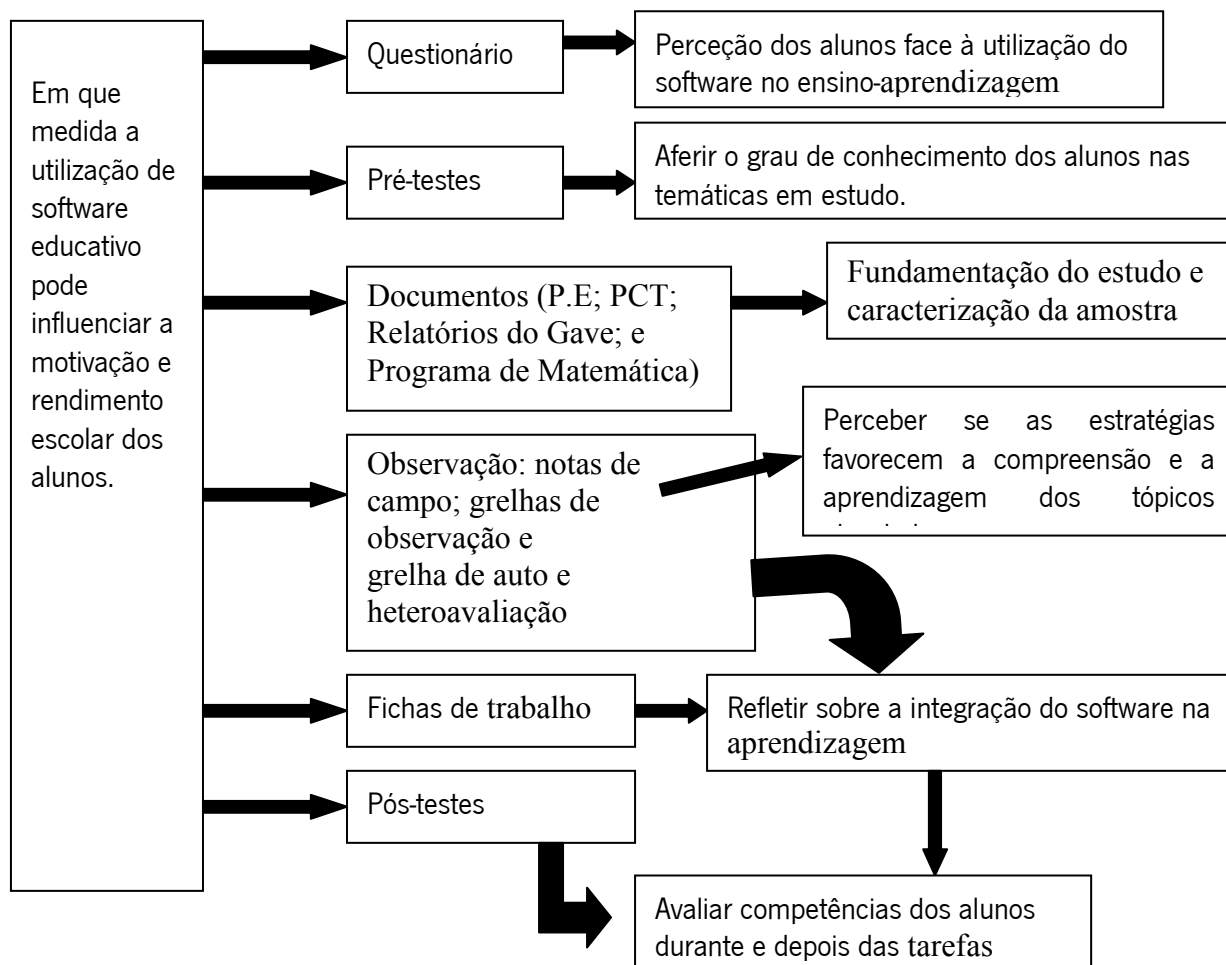 Em que
medida a
utilização de
software
educativo
pode
influenciar a
motivação e
rendimento
escolar dos
alunos.
Questionário
Perceção dos alunos face à utilização do
software no ensino-aprendizagem
Pré-testes
Aferir o grau de conhecimento dos alunos nas
temáticas em estudo.
Documentos (P.E; PCT;
Relatórios do Gave; e
Programa de Matemática)
Fundamentação do estudo e
caracterização da amostra
Observação: notas de
campo; grelhas de
observação e
grelha de auto e
heteroavaliação
Perceber se as estratégias
favorecem a compreensão e a
aprendizagem dos tópicos
Fichas de trabalho
Refletir sobre a integração do software na
aprendizagem
Pós-testes
Avaliar competências dos alunos
durante e depois das tarefas